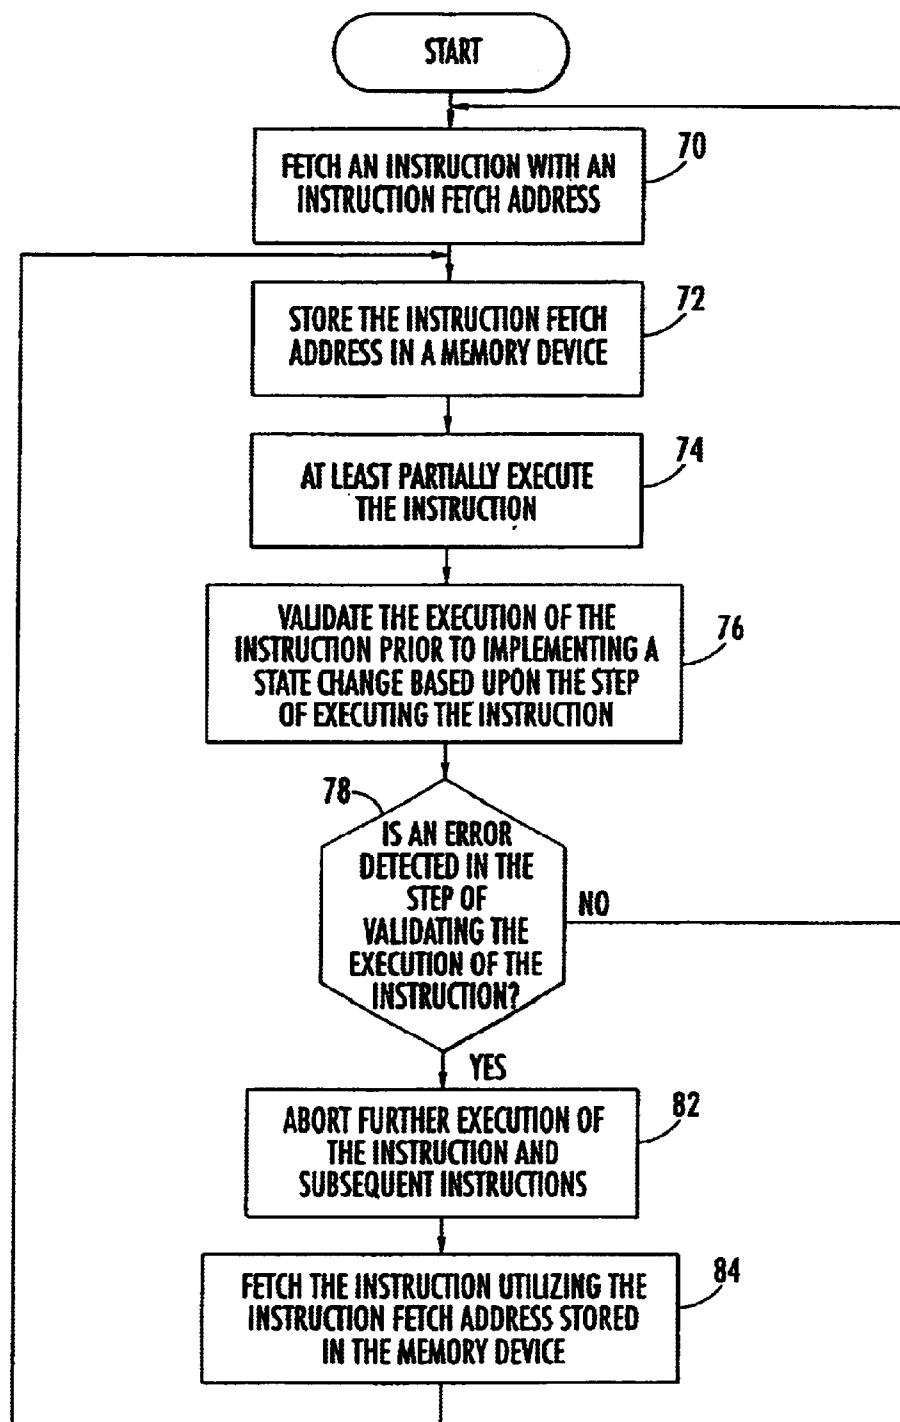 START
70
FETCH AN INSTRUCTION WITH AN
INSTRUCTION FETCH ADDRESS
72
STORE THE INSTRUCTION FETCH
ADDRESS IN A MEMORY DEVICE
74
AT LEAST PARTIALLY EXECUTE
THE INSTRUCTION
76
VALIDATE THE EXECUTION OF THE
INSTRUCTION PRIOR TO IMPLEMENTING A
STATE CHANGE BASED UPON THE STEP
OF EXECUTING THE INSTRUCTION
78
IS AN ERROR
DETECTED IN THE
STEP OF
VALIDATING THE
EXECUTION OF THE
INSTRUCTION?
NO
YES
82
ABORT FURTHER EXECUTION OF
THE INSTRUCTION AND
SUBSEQUENT INSTRUCTIONS
84
FETCH THE INSTRUCTION UTILIZING THE
INSTRUCTION FETCH ADDRESS STORED
IN THE MEMORY DEVICE